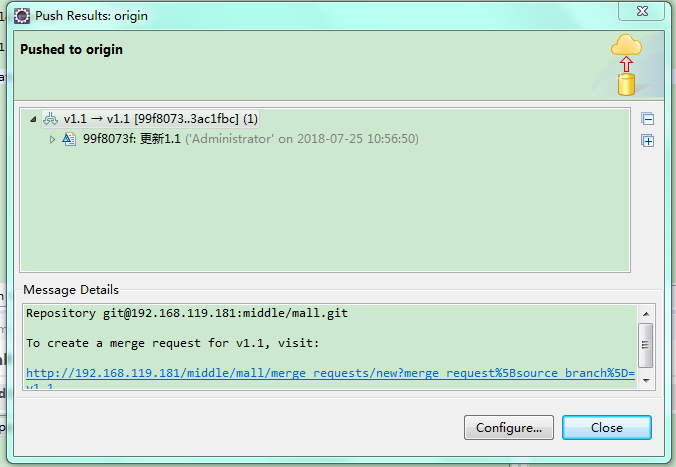 Push Results: origin
Pushed to origin
v1.1 → v1.1 [99f8073..3ac1fbc] (1)
99f8073f: 更新1.1 ('Administrator' on 2018-07-25 10:56:50)
Message Details
Repository git@192.168.119.181:middle/mall.git
To create a merge request for v1.1, visit:
http://192.168.119.181/middle/mall/merge_requests/new?merge_request%5Bsource_branch%5D=
v1.1
Configure...
Close